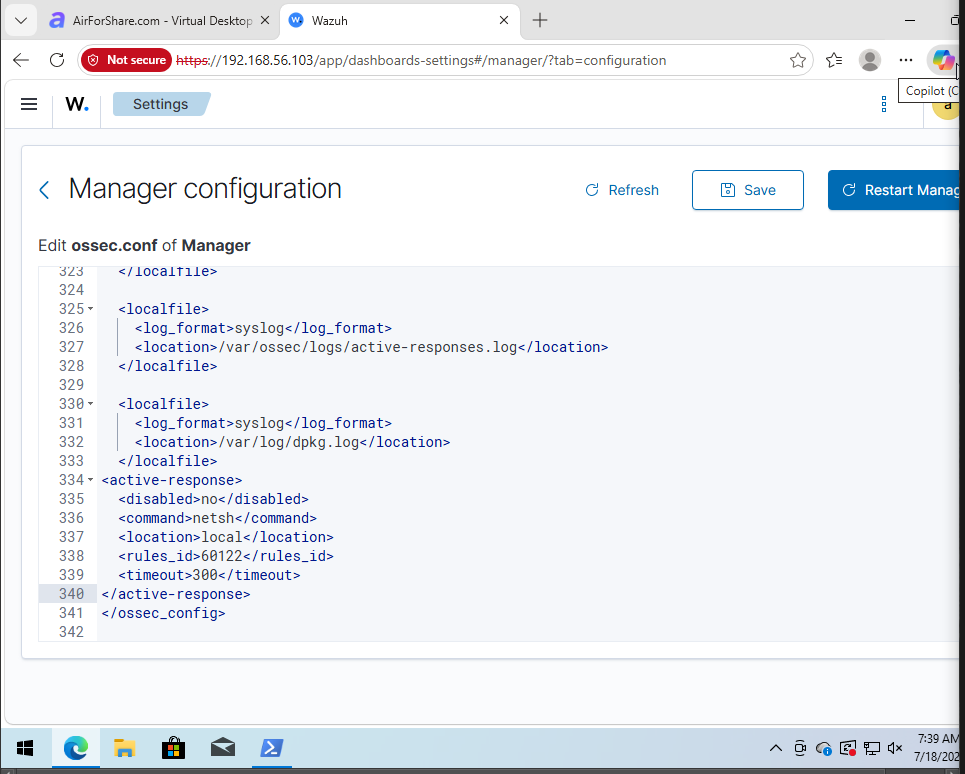 AirForShare.com - Virtual Desktop
Wazuh
Not secure
https://192.168.56.103/app/dashboards-settings#/manager/?tab=configuration
Copilot (C
W.
Settings
a
Manager configuration
Refresh
Save
Restart Manag
Edit ossec.conf of Manager
323 </localfile>
324
325 <localfile>
326 <log_format>syslog</log_format>
327 <location>/var/ossec/logs/active-responses.log</location>
328 </localfile>
329
330 <localfile>
331 <log_format>syslog</log_format>
332 <location>/var/log/dpkg.log</location>
333 </localfile>
334 <active-response>
335 <disabled>no</disabled>
336 <command>netsh</command>
337 <location>local</location>
338 <rules_id>60122</rules_id>
339 <timeout>300</timeout>
340 </active-response>
341 </ossec_config>
342
7:39 AM
7/18/202